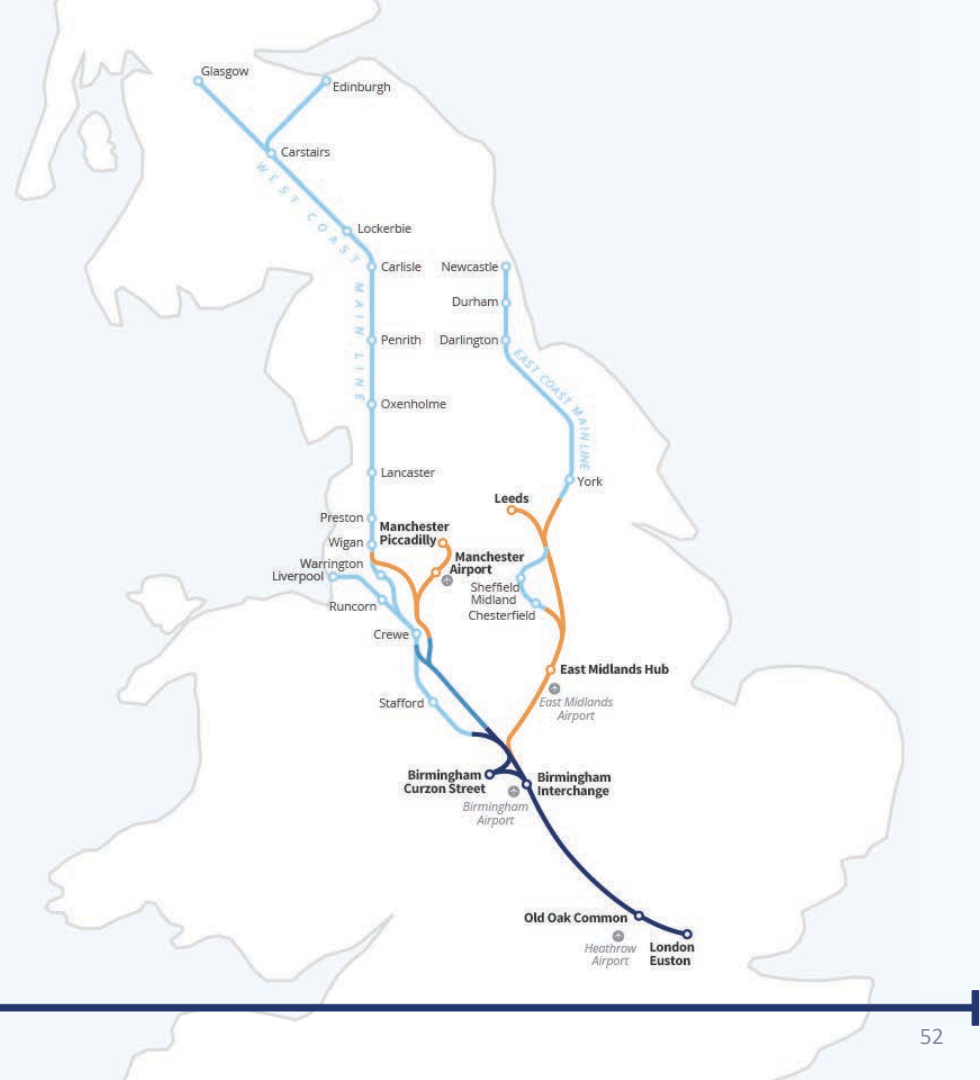 Glasgow
Edinburgh
Carstairs
WEST COAST MAIN LINE
Lockerbie
Carlisle
Newcastle
Durham
Penrith
Darlington
EAST COAST MAIN LINE
Oxenholme
Lancaster
York
Leeds
Preston
Manchester
Piccadilly
Wigan
Manchester
Airport
Warrington
Liverpool
Sheffield
Midland
Runcorn
Chesterfield
Crewe
East Midlands Hub
Stafford
East Midlands
Airport
Birmingham
Curzon Street
Birmingham
Interchange
Birmingham
Airport
Old Oak Common
Heathrow
Airport
London
Euston
52